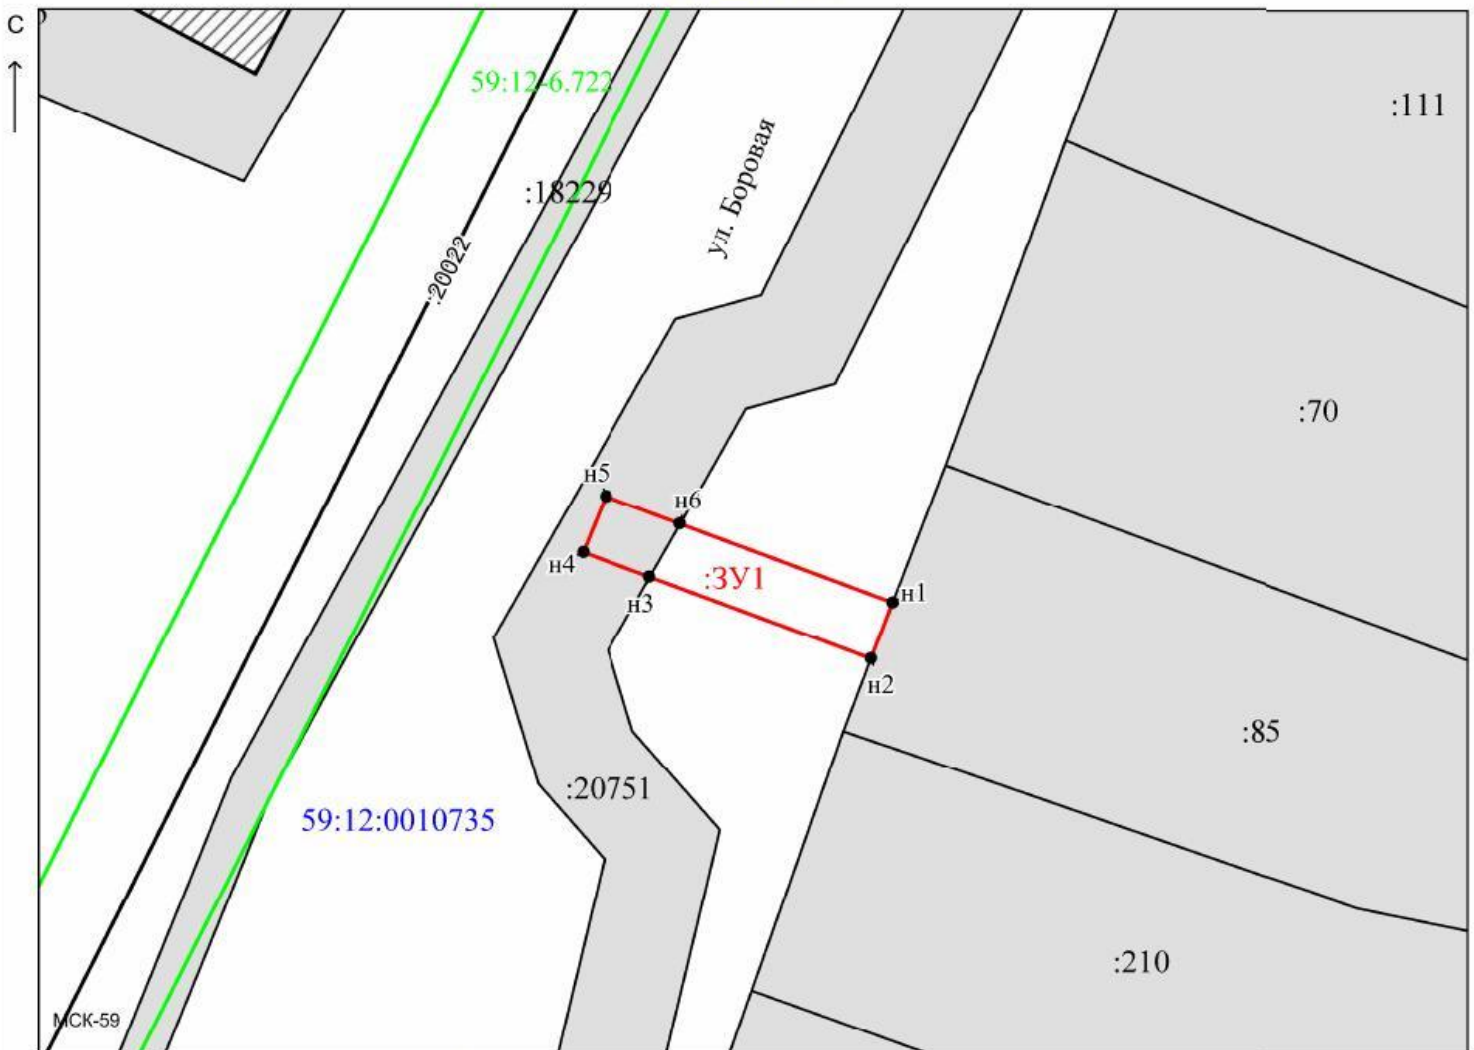 С
59:12-6.722
:111
ул. Боровая
:18229
:20022
:70
н5
н6
н4
:ЗУ1
н3
н1
н2
:85
:20751
59:12:0010735
:210
МСК-59